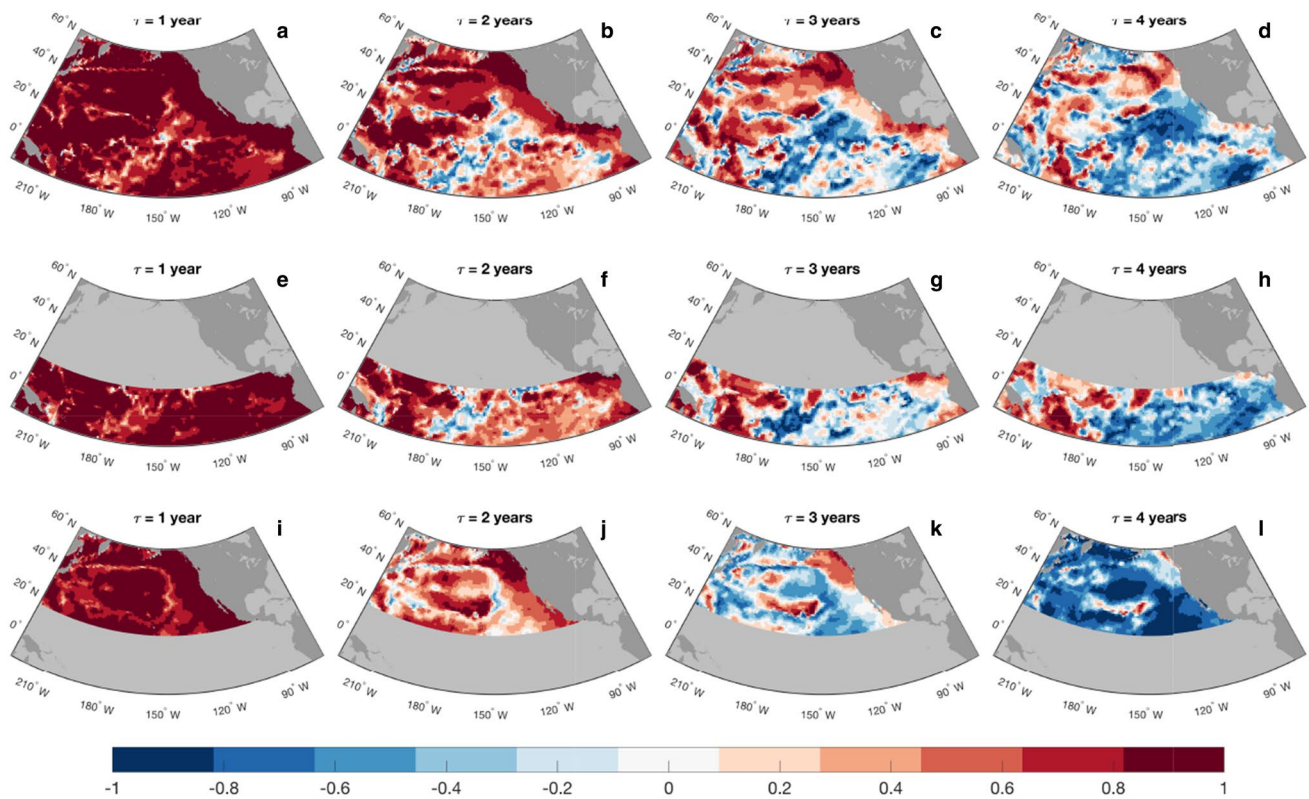 τ = 1 year a τ = 2 years b τ = 3 years c τ = 4 years d
60° N 60° N 60° N 60° N
40° N 40° N 40° N 40° N
20° N 20° N 20° N 20° N
0° 0° 0° 0°
210° W 180° W 150° W 120° W 90° W 210° W 180° W 150° W 120° W 90° W 210° W 180° W 150° W 120° W 90° W 210° W 180° W 150° W 120° W 90° W
τ = 1 year e τ = 2 years f τ = 3 years g τ = 4 years h
60° N 60° N 60° N 60° N
40° N 40° N 40° N 40° N
20° N 20° N 20° N 20° N
0° 0° 0° 0°
210° W 180° W 150° W 120° W 90° W 210° W 180° W 150° W 120° W 90° W 210° W 180° W 150° W 120° W 90° W 210° W 180° W 150° W 120° W 90° W
τ = 1 year i τ = 2 years j τ = 3 years k τ = 4 years l
60° N 60° N 60° N 60° N
40° N 40° N 40° N 40° N
20° N 20° N 20° N 20° N
0° 0° 0° 0°
210° W 180° W 150° W 120° W 90° W 210° W 180° W 150° W 120° W 90° W 210° W 180° W 150° W 120° W 90° W 210° W 180° W 150° W 120° W 90° W
-1 -0.8 -0.6 -0.4 -0.2 0 0.2 0.4 0.6 0.8 1